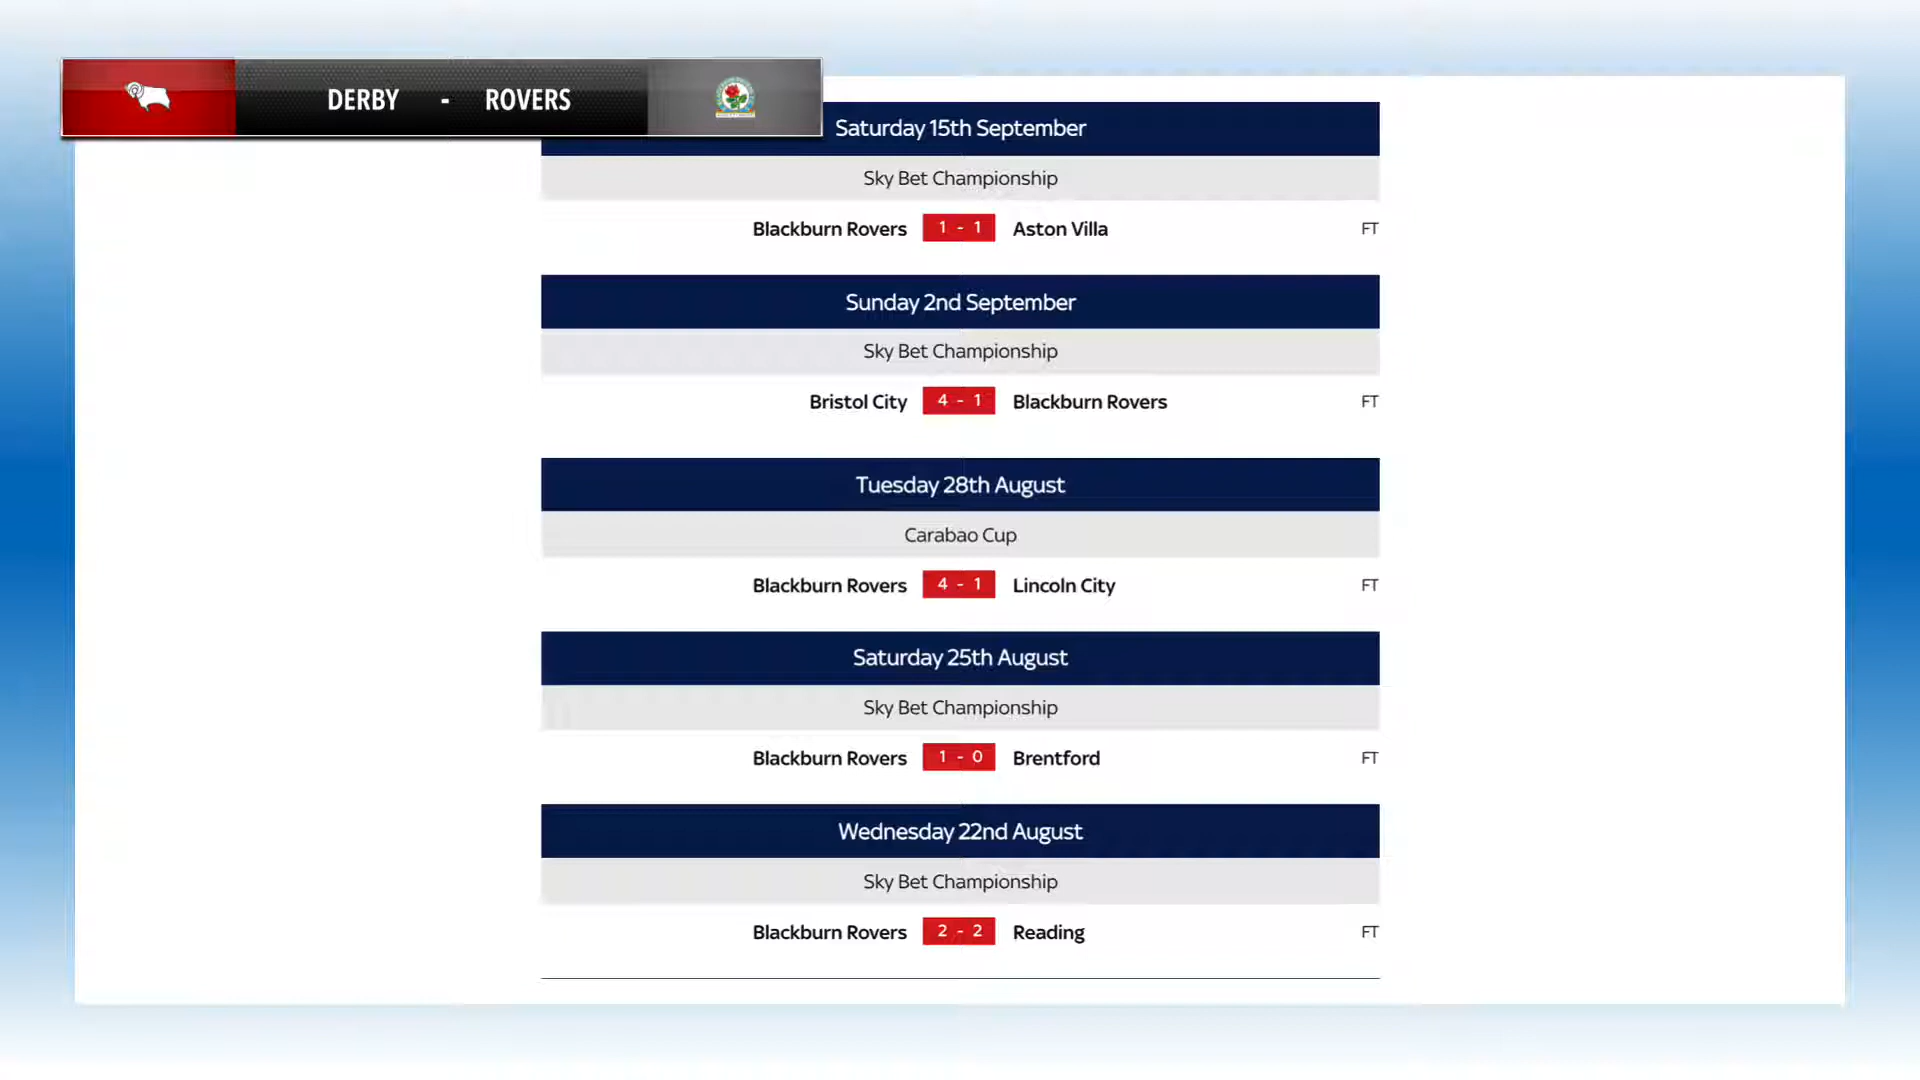 DERBY - ROVERS
Saturday 15th September
Sky Bet Championship
Blackburn Rovers 1 - 1 Aston Villa FT
Sunday 2nd September
Sky Bet Championship
Bristol City 4 - 1 Blackburn Rovers FT
Tuesday 28th August
Carabao Cup
Blackburn Rovers 4 - 1 Lincoln City FT
Saturday 25th August
Sky Bet Championship
Blackburn Rovers 1 - 0 Brentford FT
Wednesday 22nd August
Sky Bet Championship
Blackburn Rovers 2 - 2 Reading FT